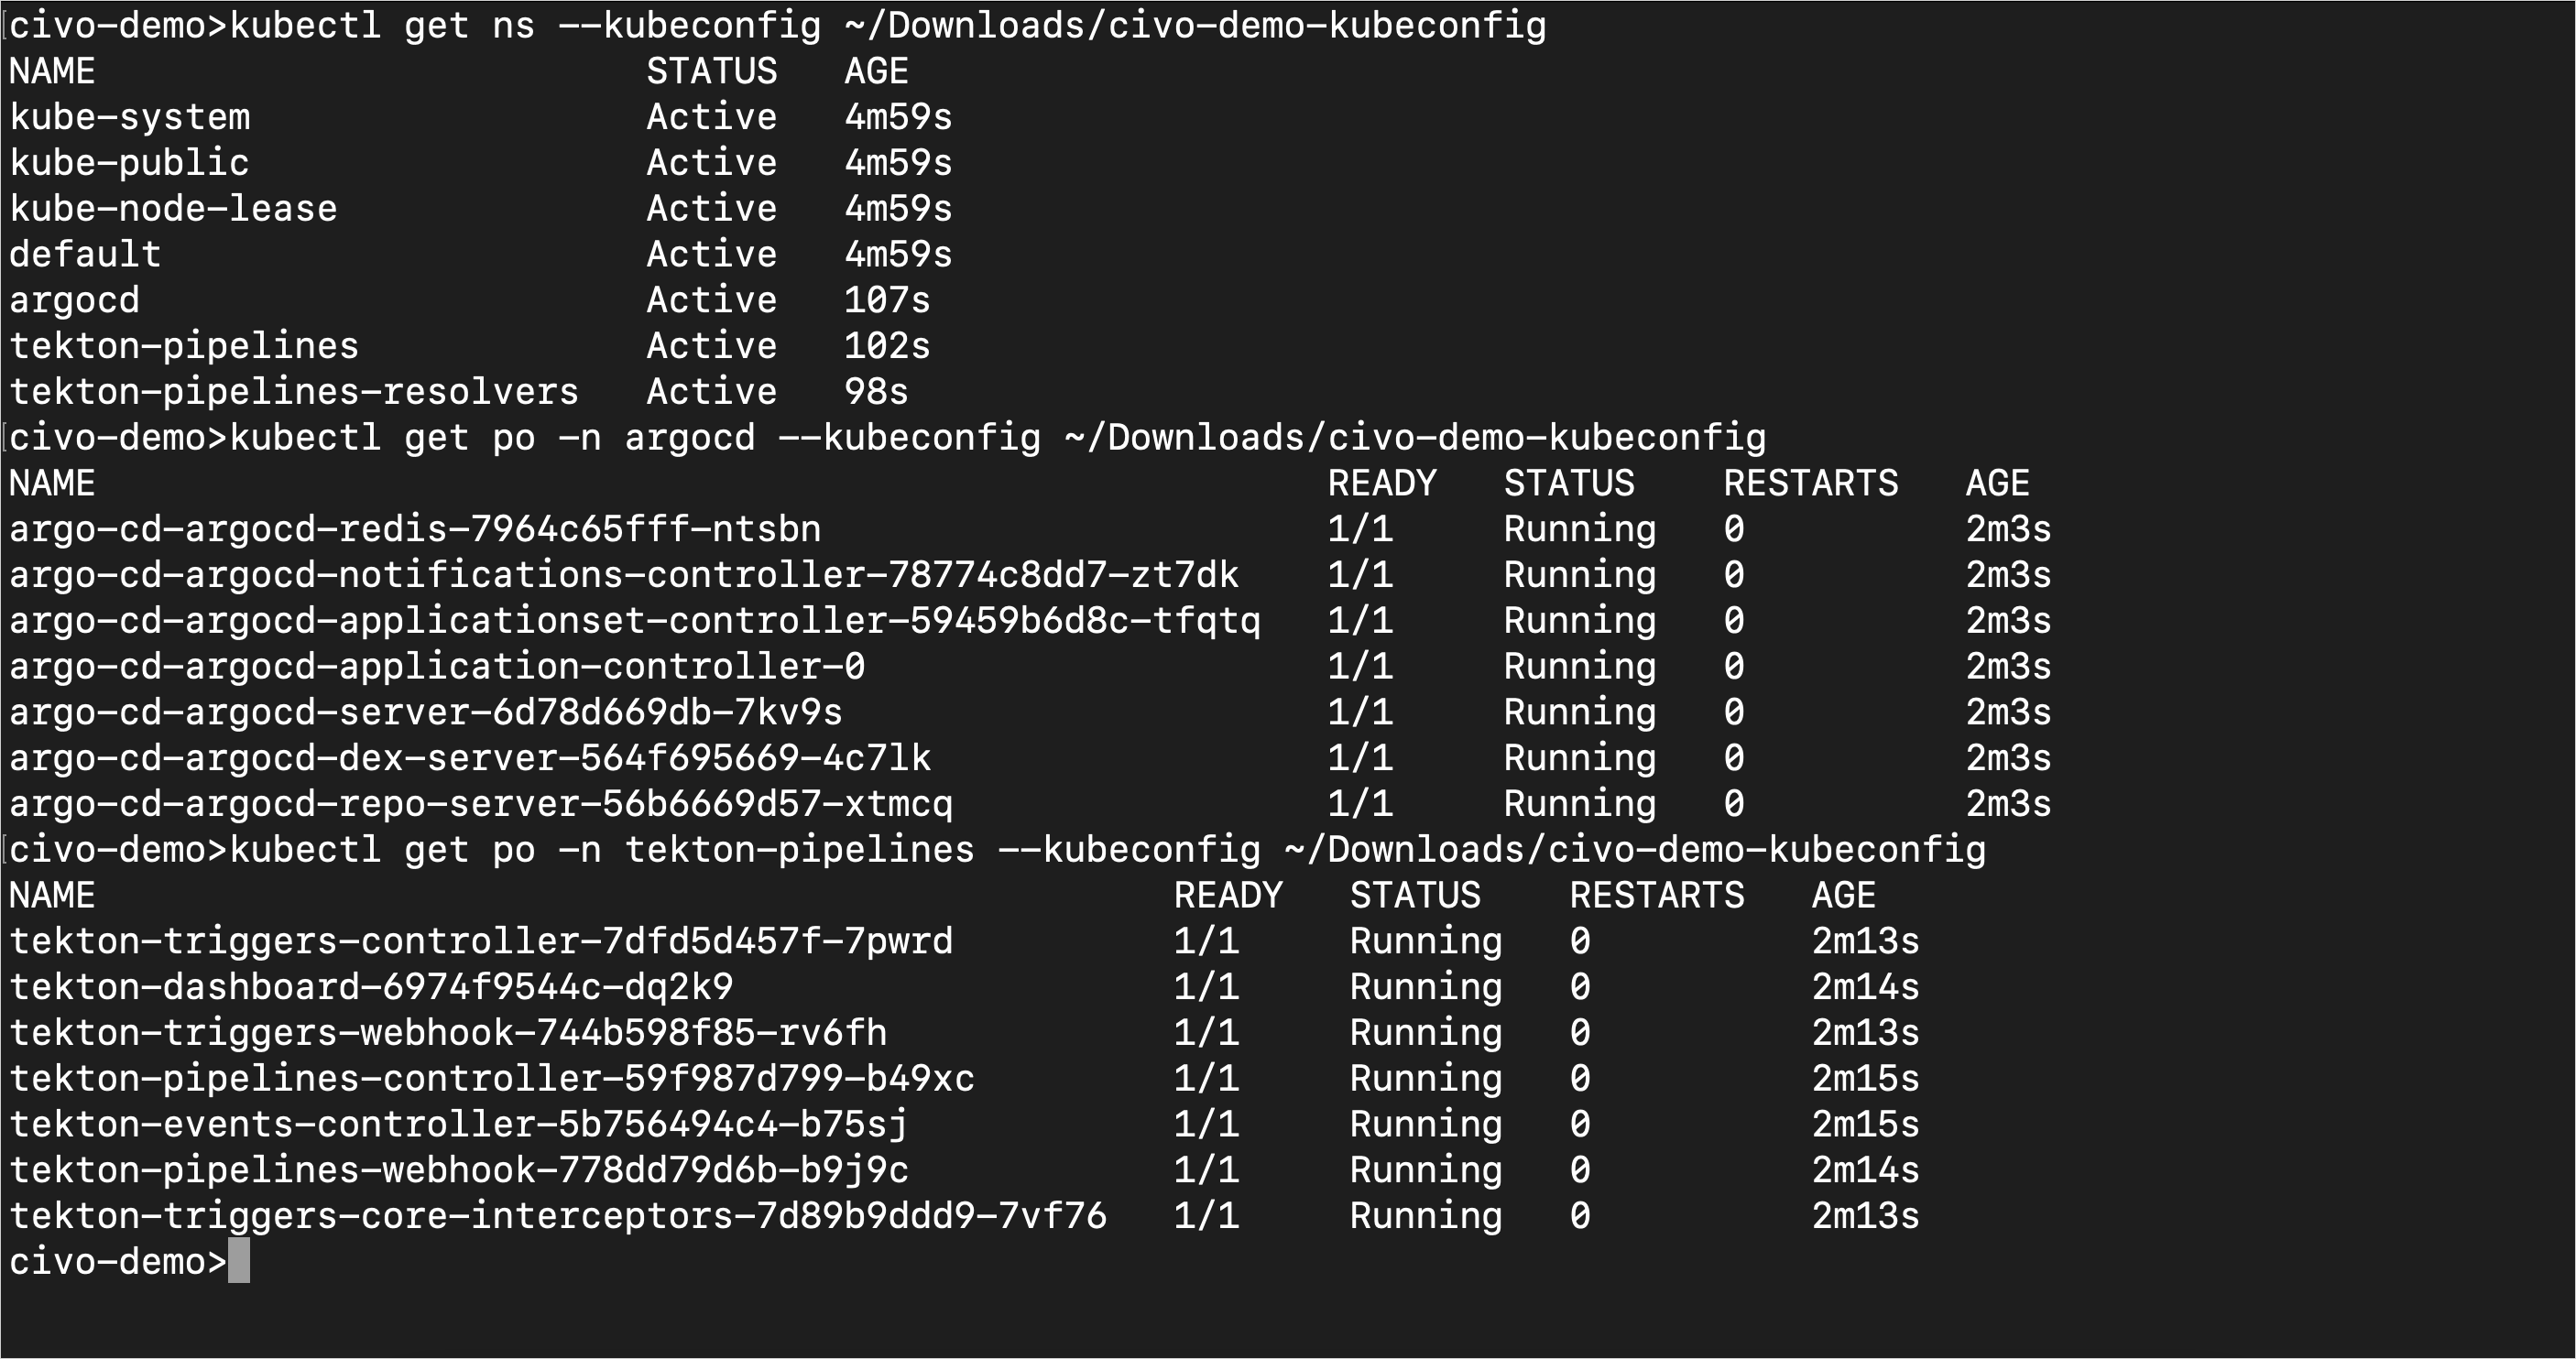 civo-demo>kubectl get ns --kubeconfig ~/Downloads/civo-demo-kubeconfig
NAME                         STATUS   AGE
kube-system                  Active   4m59s
kube-public                  Active   4m59s
kube-node-lease              Active   4m59s
default                      Active   4m59s
argocd                       Active   107s
tekton-pipelines             Active   102s
tekton-pipelines-resolvers   Active   98s
civo-demo>kubectl get po -n argocd --kubeconfig ~/Downloads/civo-demo-kubeconfig
NAME                                                        READY   STATUS    RESTARTS   AGE
argo-cd-argocd-redis-7964c65fff-ntsbn                       1/1     Running   0          2m3s
argo-cd-argocd-notifications-controller-78774c8dd7-zt7dk    1/1     Running   0          2m3s
argo-cd-argocd-applicationset-controller-59459b6d8c-tfqtq   1/1     Running   0          2m3s
argo-cd-argocd-application-controller-0                     1/1     Running   0          2m3s
argo-cd-argocd-server-6d78d669db-7kv9s                      1/1     Running   0          2m3s
argo-cd-argocd-dex-server-564f695669-4c7lk                  1/1     Running   0          2m3s
argo-cd-argocd-repo-server-56b6669d57-xtmcq                 1/1     Running   0          2m3s
civo-demo>kubectl get po -n tekton-pipelines --kubeconfig ~/Downloads/civo-demo-kubeconfig
NAME                                                 READY   STATUS    RESTARTS   AGE
tekton-triggers-controller-7dfd5d457f-7pwrd          1/1     Running   0          2m13s
tekton-dashboard-6974f9544c-dq2k9                    1/1     Running   0          2m14s
tekton-triggers-webhook-744b598f85-rv6fh             1/1     Running   0          2m13s
tekton-pipelines-controller-59f987d799-b49xc         1/1     Running   0          2m15s
tekton-events-controller-5b756494c4-b75sj            1/1     Running   0          2m15s
tekton-pipelines-webhook-778dd79d6b-b9j9c            1/1     Running   0          2m14s
tekton-triggers-core-interceptors-7d89b9ddd9-7vf76   1/1     Running   0          2m13s
civo-demo>